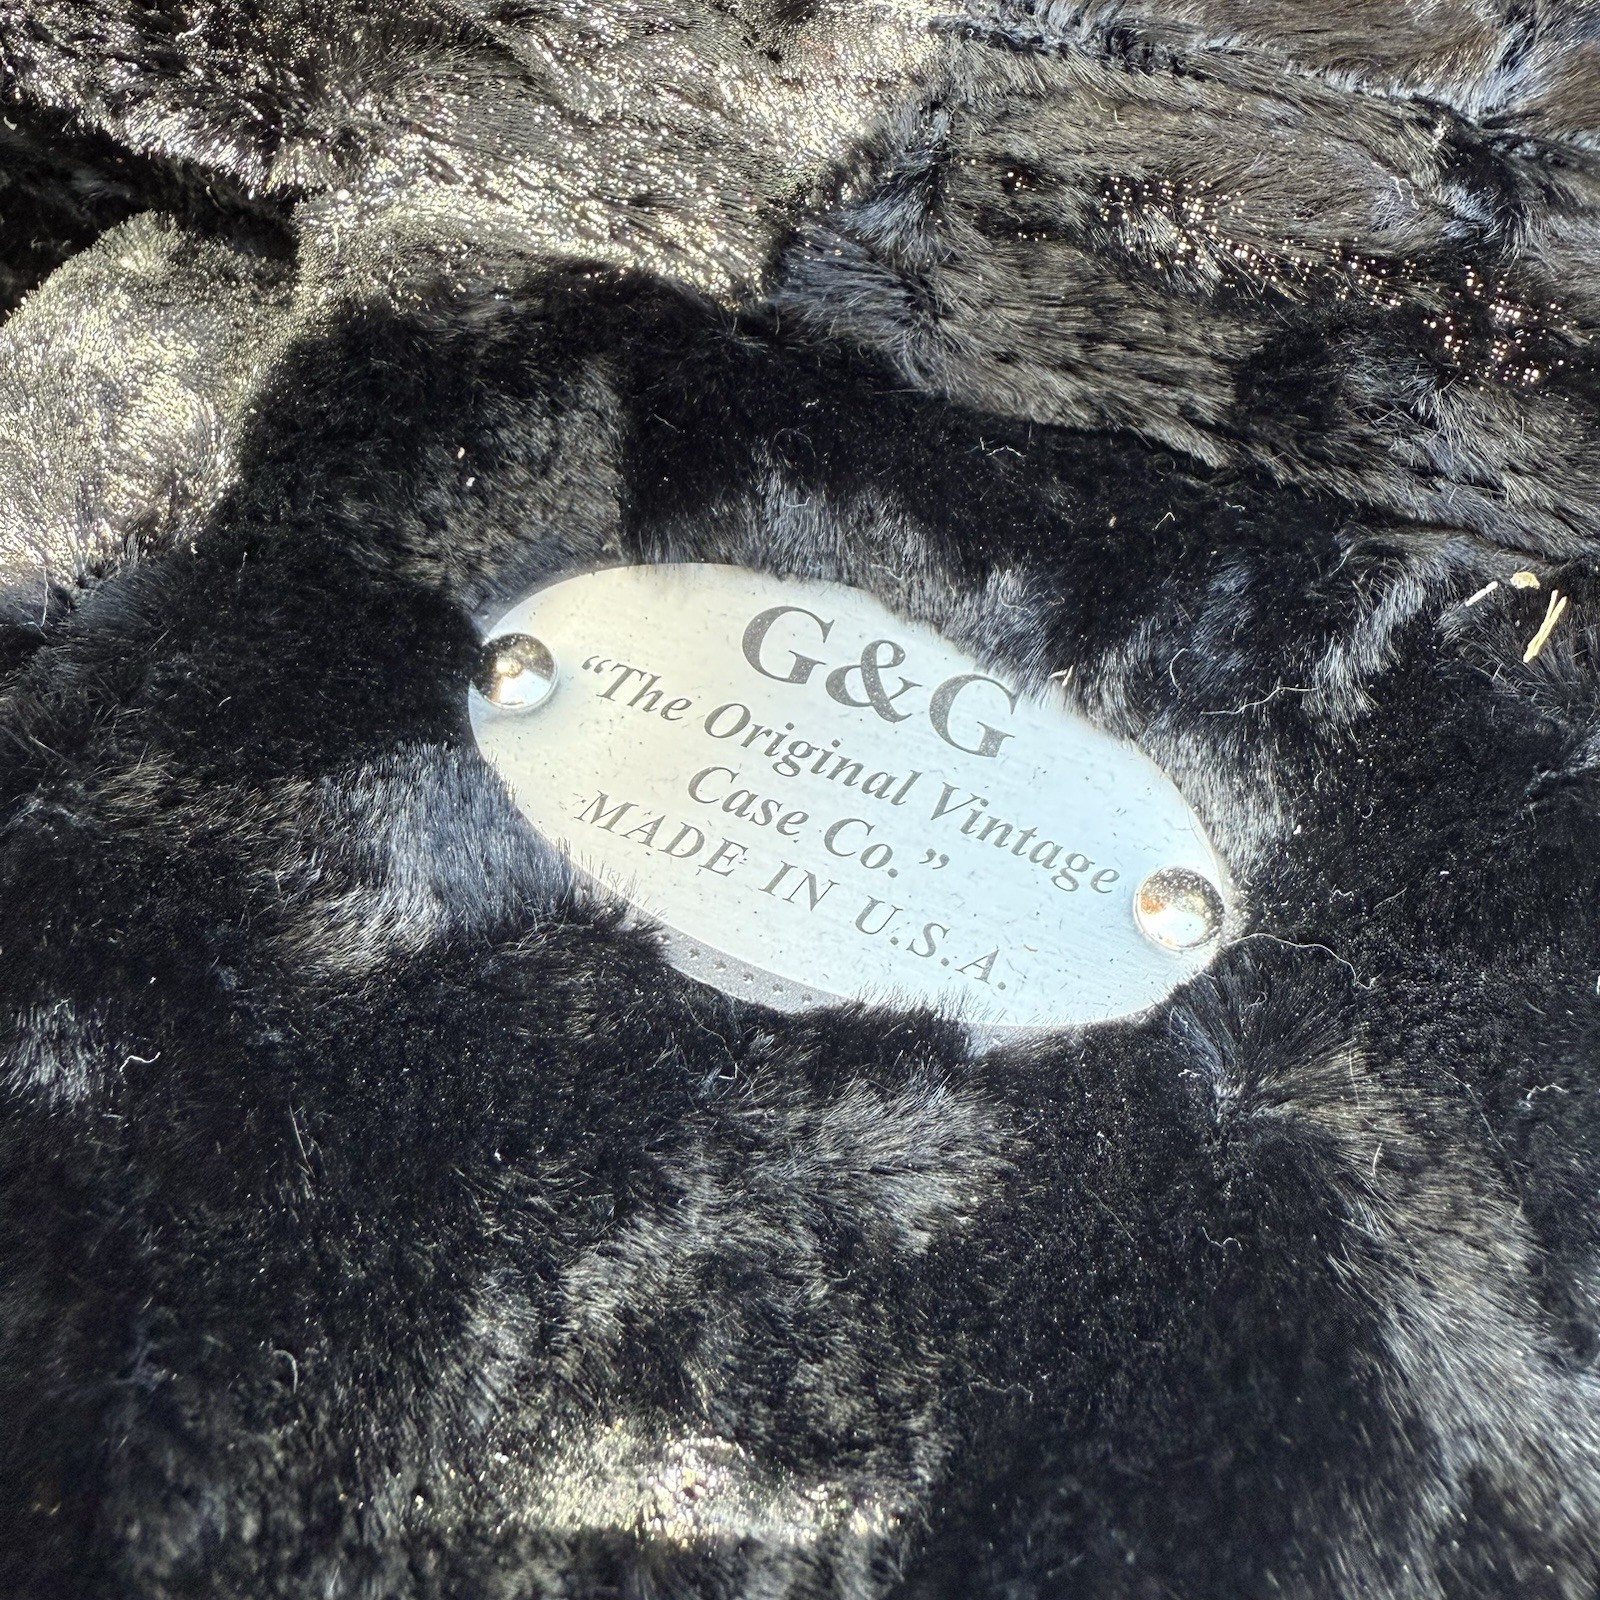 G&G
“The Original Vintage
Case Co.”
MADE IN U.S.A.